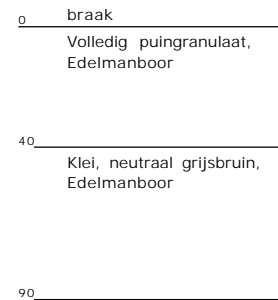 braak
0
Volledig puingranulaat,
Edelmanboor
40
Klei, neutraal grijsbruin,
Edelmanboor
90